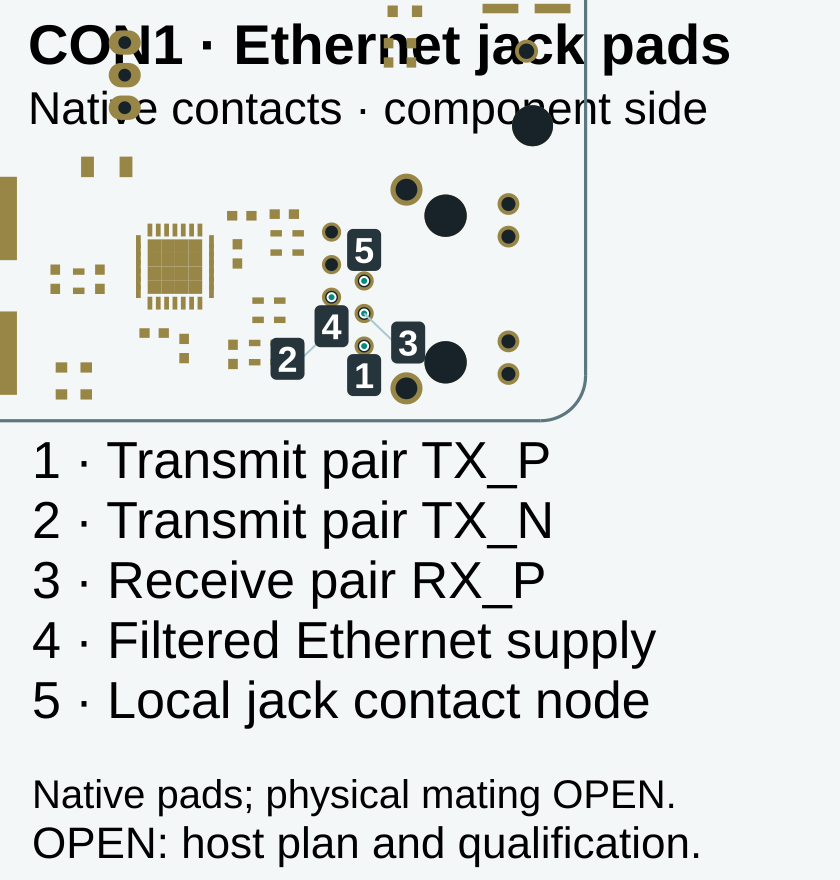 CON1 · Ethernet jack pads
Native contacts · component side
5
4
3
2
1
1 · Transmit pair TX_P
2 · Transmit pair TX_N
3 · Receive pair RX_P
4 · Filtered Ethernet supply
5 · Local jack contact node
Native pads; physical mating OPEN.
OPEN: host plan and qualification.